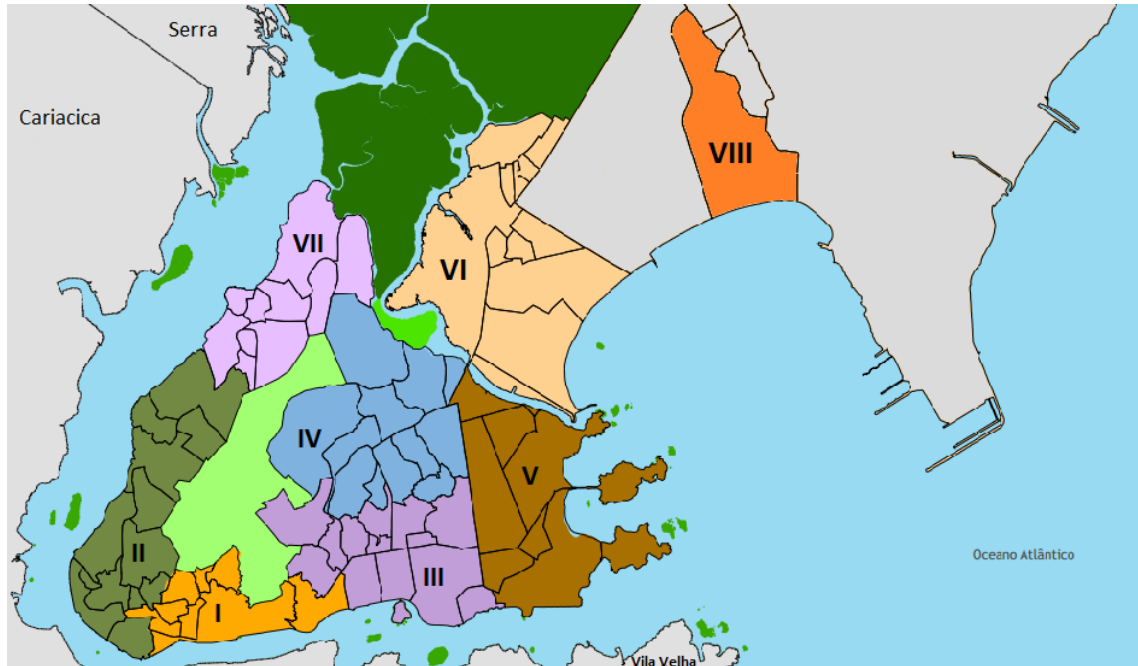 Serra
Cariacica
VIII
VII
VI
IV
V
II
III
I
Oceano Atlântico
Vila Velha